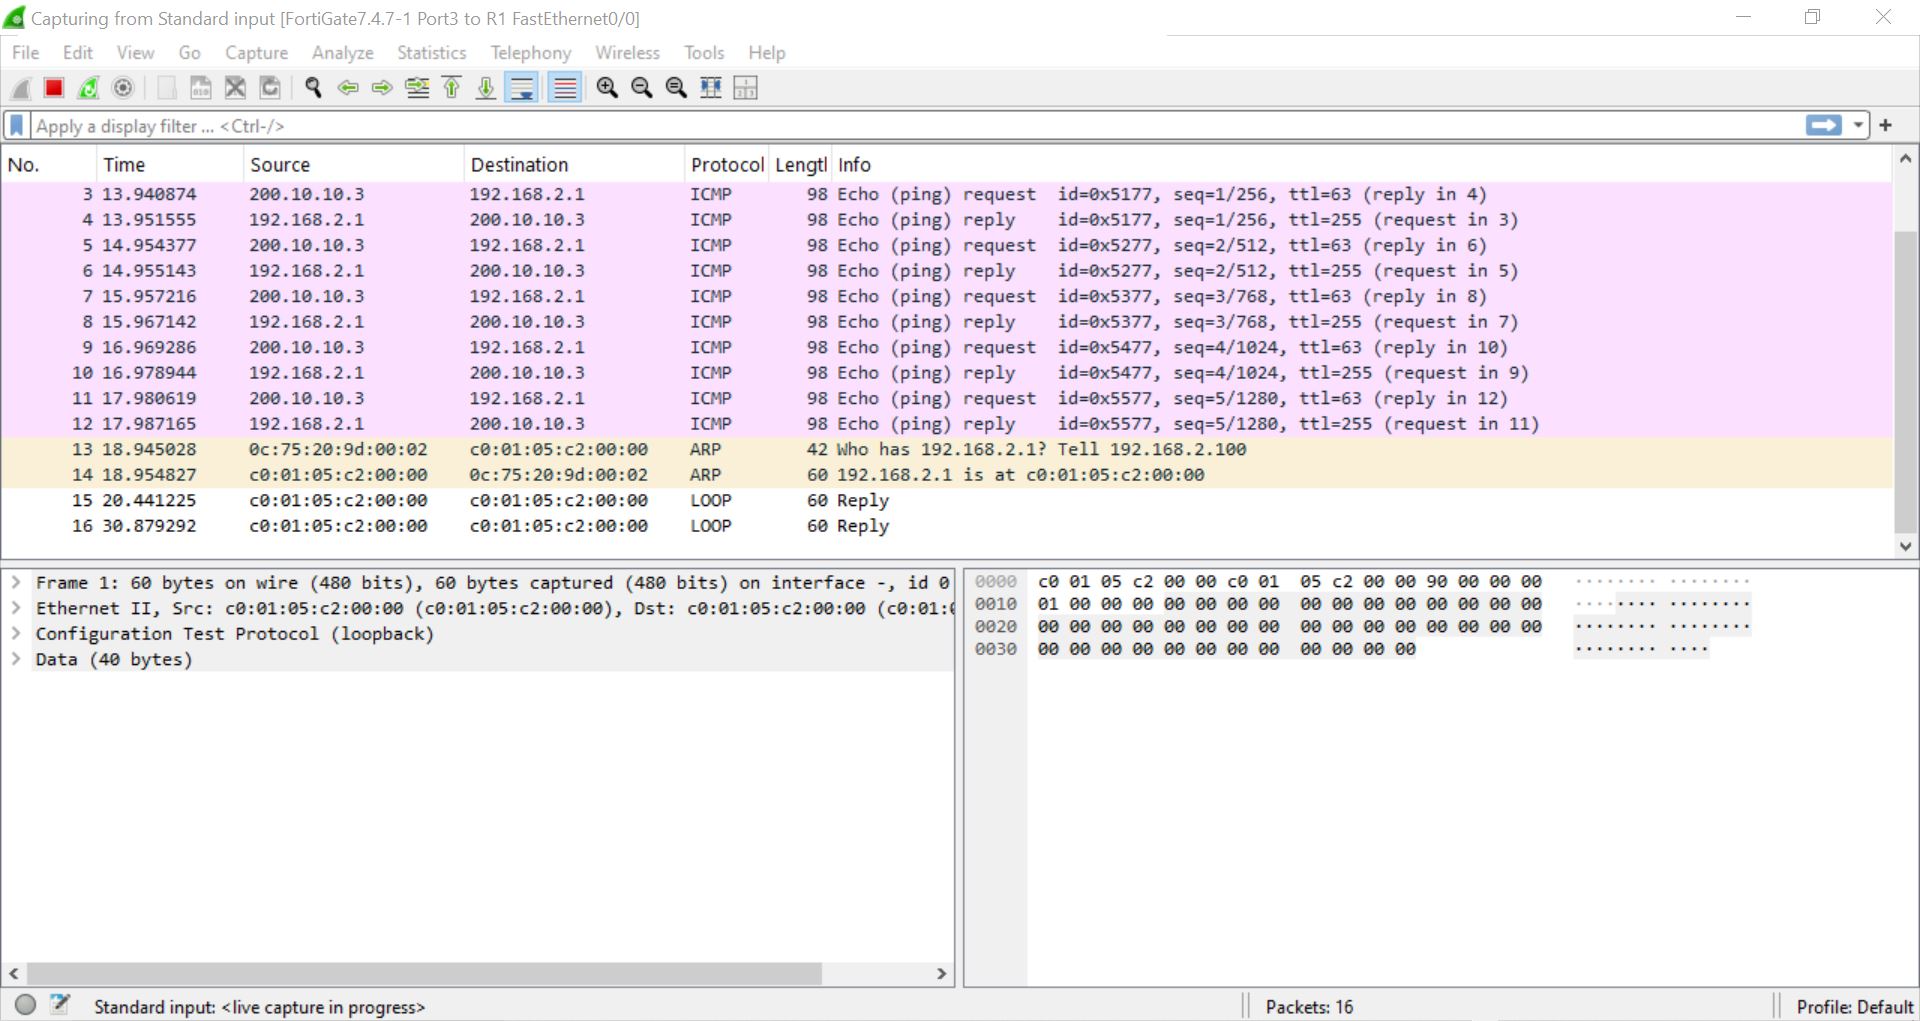 Capturing from Standard input [FortiGate7.4.7-1 Port3 to R1 FastEthernet0/0]
File Edit View Go Capture Analyze Statistics Telephony Wireless Tools Help
Apply a display filter ... <Ctrl-/>
No. Time Source Destination Protocol Lengtl Info
3 13.940874 200.10.10.3 192.168.2.1 ICMP 98 Echo (ping) request id=0x5177, seq=1/256, ttl=63 (reply in 4)
4 13.951555 192.168.2.1 200.10.10.3 ICMP 98 Echo (ping) reply id=0x5177, seq=1/256, ttl=255 (request in 3)
5 14.954377 200.10.10.3 192.168.2.1 ICMP 98 Echo (ping) request id=0x5277, seq=2/512, ttl=63 (reply in 6)
6 14.955143 192.168.2.1 200.10.10.3 ICMP 98 Echo (ping) reply id=0x5277, seq=2/512, ttl=255 (request in 5)
7 15.957216 200.10.10.3 192.168.2.1 ICMP 98 Echo (ping) request id=0x5377, seq=3/768, ttl=63 (reply in 8)
8 15.967142 192.168.2.1 200.10.10.3 ICMP 98 Echo (ping) reply id=0x5377, seq=3/768, ttl=255 (request in 7)
9 16.969286 200.10.10.3 192.168.2.1 ICMP 98 Echo (ping) request id=0x5477, seq=4/1024, ttl=63 (reply in 10)
10 16.978944 192.168.2.1 200.10.10.3 ICMP 98 Echo (ping) reply id=0x5477, seq=4/1024, ttl=255 (request in 9)
11 17.980619 200.10.10.3 192.168.2.1 ICMP 98 Echo (ping) request id=0x5577, seq=5/1280, ttl=63 (reply in 12)
12 17.987165 192.168.2.1 200.10.10.3 ICMP 98 Echo (ping) reply id=0x5577, seq=5/1280, ttl=255 (request in 11)
13 18.945028 0c:75:20:9d:00:02 c0:01:05:c2:00:00 ARP 42 Who has 192.168.2.1? Tell 192.168.2.100
14 18.954827 c0:01:05:c2:00:00 0c:75:20:9d:00:02 ARP 60 192.168.2.1 is at c0:01:05:c2:00:00
15 20.441225 c0:01:05:c2:00:00 c0:01:05:c2:00:00 LOOP 60 Reply
16 30.879292 c0:01:05:c2:00:00 c0:01:05:c2:00:00 LOOP 60 Reply
Frame 1: 60 bytes on wire (480 bits), 60 bytes captured (480 bits) on interface -, id 0
Ethernet II, Src: c0:01:05:c2:00:00 (c0:01:05:c2:00:00), Dst: c0:01:05:c2:00:00 (c0:01:0
Configuration Test Protocol (loopback)
Data (40 bytes)
0000 c0 01 05 c2 00 00 c0 01 05 c2 00 00 90 00 00 00 ········ ········
0010 01 00 00 00 00 00 00 00 00 00 00 00 00 00 00 00 ········ ········
0020 00 00 00 00 00 00 00 00 00 00 00 00 00 00 00 00 ········ ········
0030 00 00 00 00 00 00 00 00 00 00 00 00 ········ ····
Standard input: <live capture in progress> Packets: 16 Profile: Default